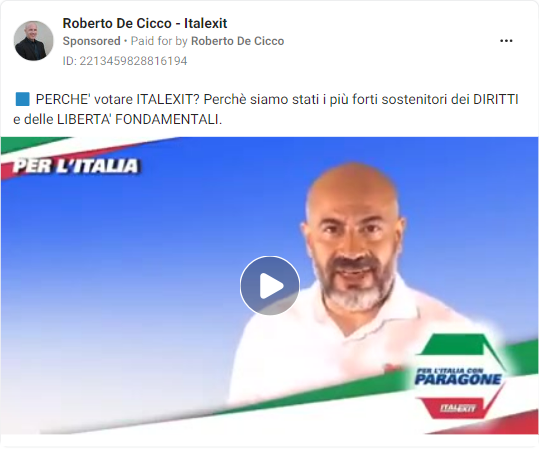 Roberto De Cicco - Italexit
Sponsored • Paid for by Roberto De Cicco
ID: 2213459828816194
PERCHE' votare ITALEXIT? Perchè siamo stati i più forti sostenitori dei DIRITTI
e delle LIBERTA' FONDAMENTALI.
PER L'ITALIA
PER L'ITALIA CON
PARAGONE
ITALEXIT